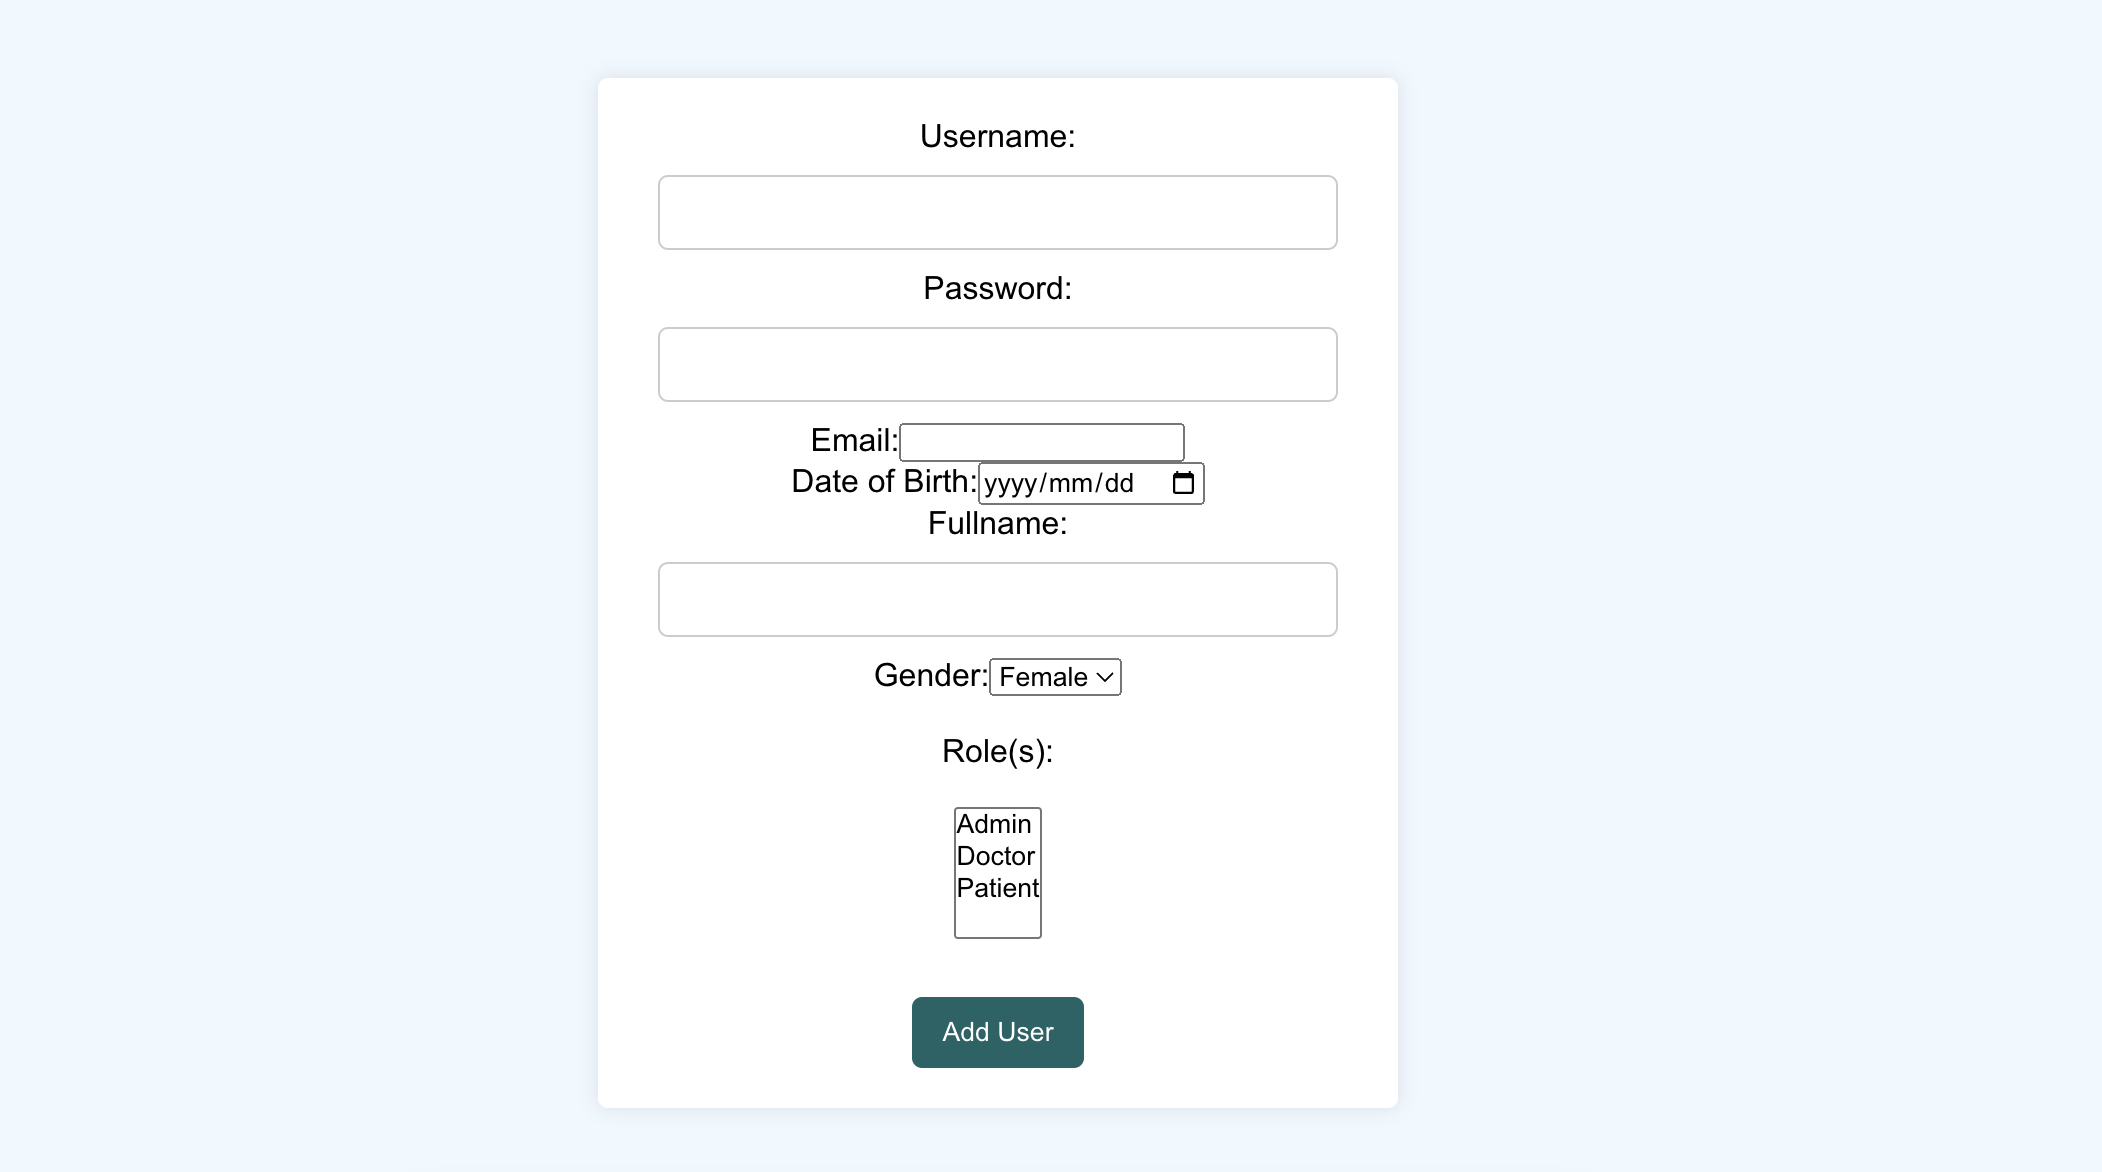 Username:
Password:
Email:
Date of Birth: yyyy/mm/dd
Fullname:
Gender: Female
Role(s):
Admin
Doctor
Patient
Add User